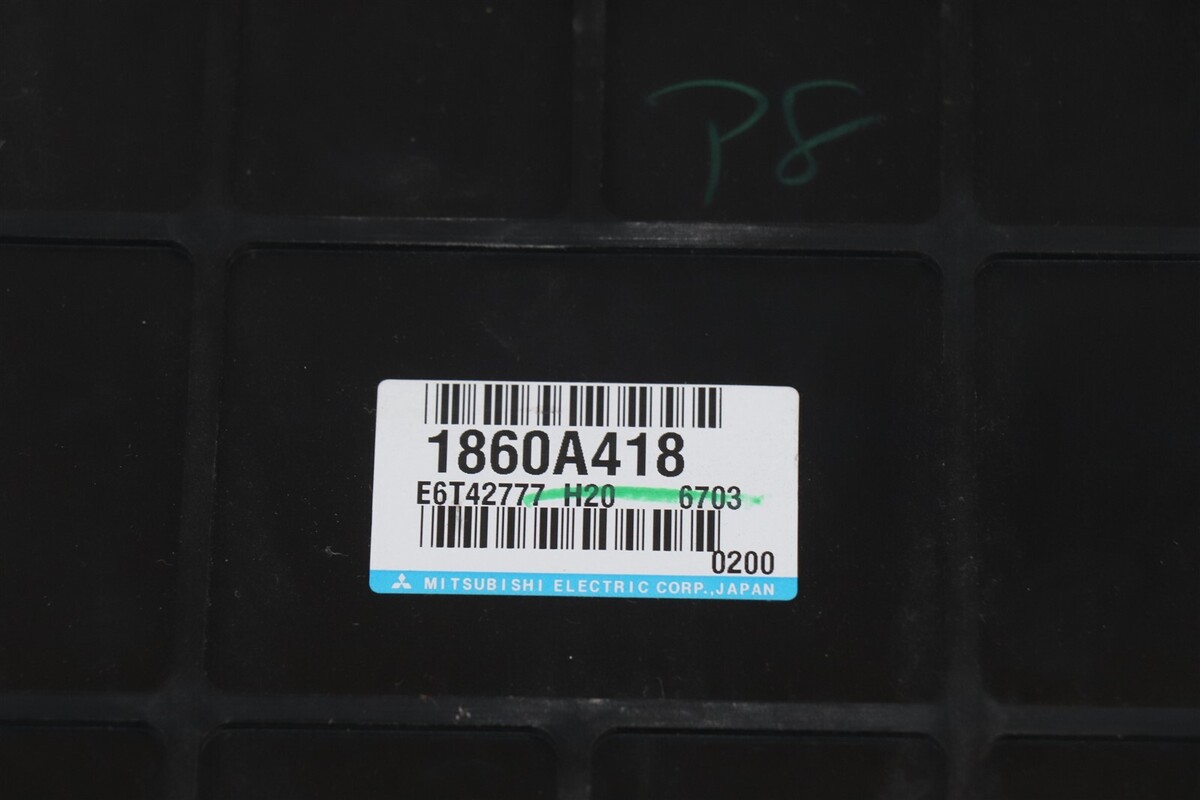 P8
1860A418
E6T42777 H20 6703
0200
MITSUBISHI ELECTRIC CORP.,JAPAN